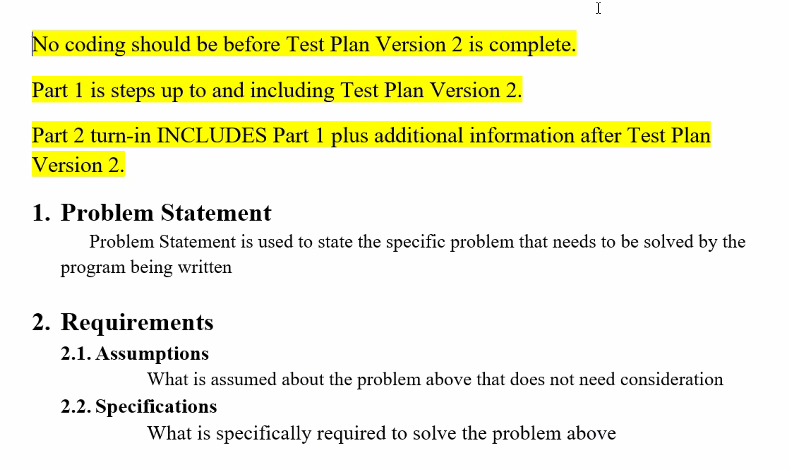 No coding should be before Test Plan Version 2 is complete.
Part 1 is steps up to and including Test Plan Version 2.
Part 2 turn-in INCLUDES Part 1 plus additional information after Test Plan
Version 2.
1. Problem Statement
Problem Statement is used to state the specific problem that needs to be solved by the
program being written
2. Requirements
2.1. Assumptions
What is assumed about the problem above that does not need consideration
2.2. Specifications
What is specifically required to solve the problem above